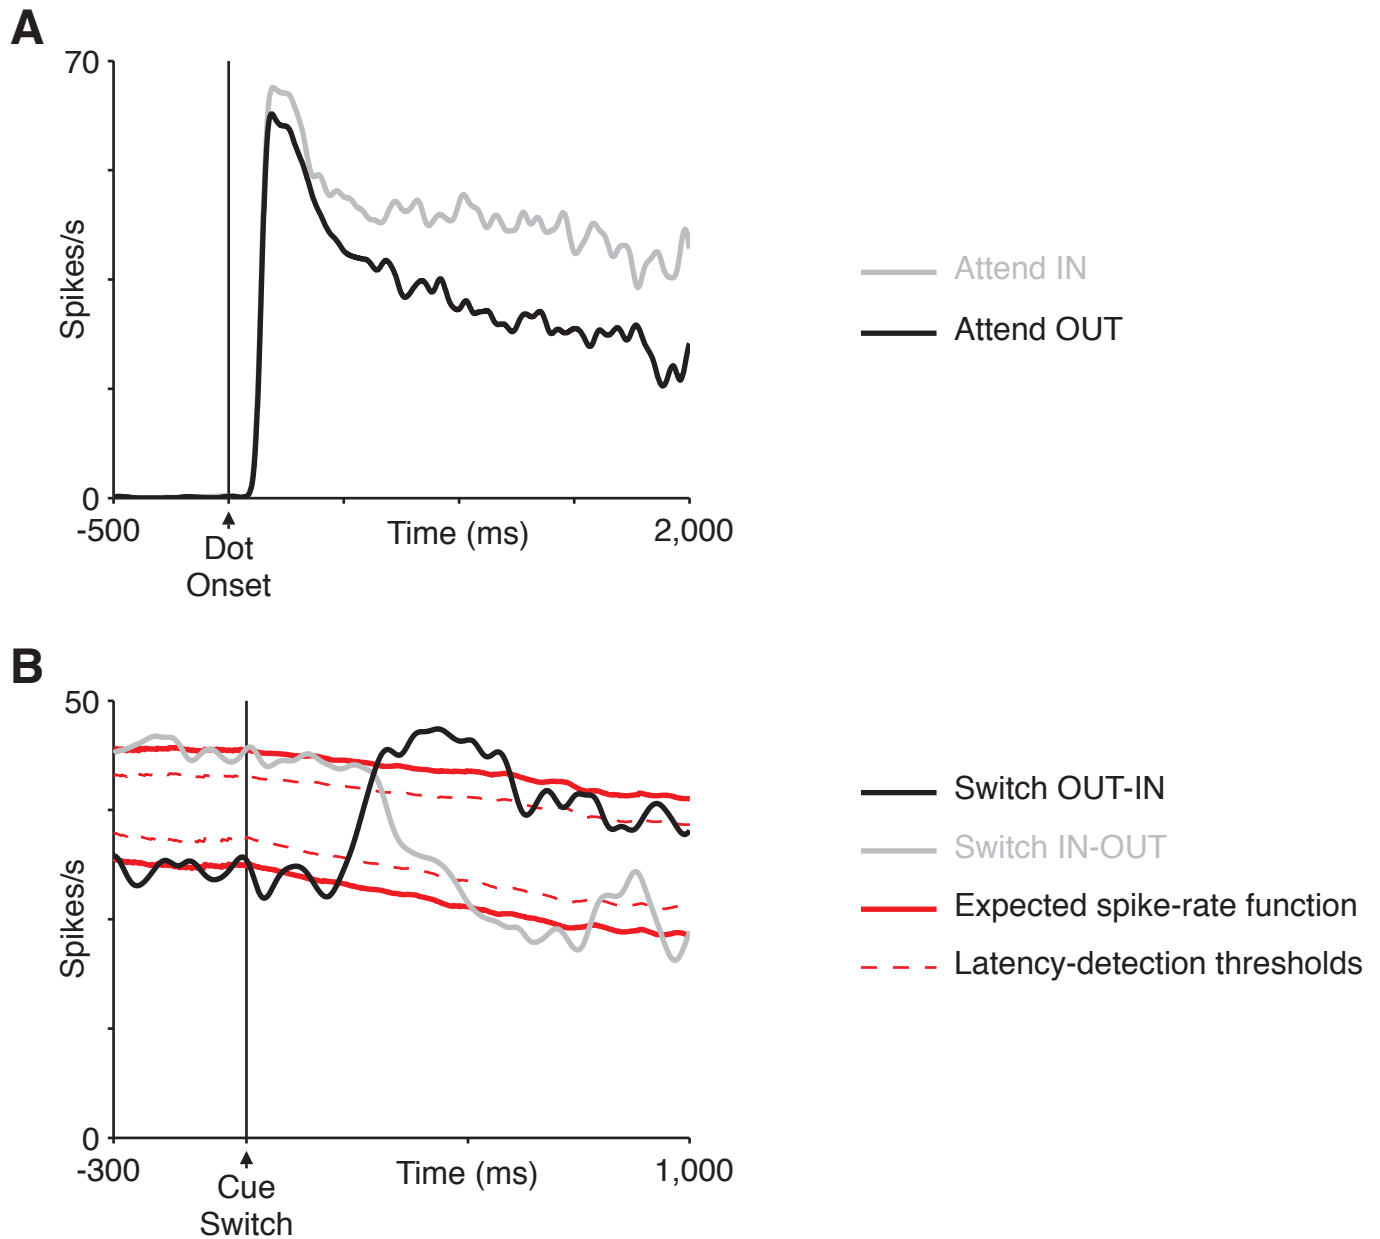 A
70
Spikes/s
0
-500
Time (ms)
2,000
Dot
Onset
Attend IN
Attend OUT
B
50
Spikes/s
0
-300
Time (ms)
1,000
Cue
Switch
Switch OUT-IN
Switch IN-OUT
Expected spike-rate function
Latency-detection thresholds